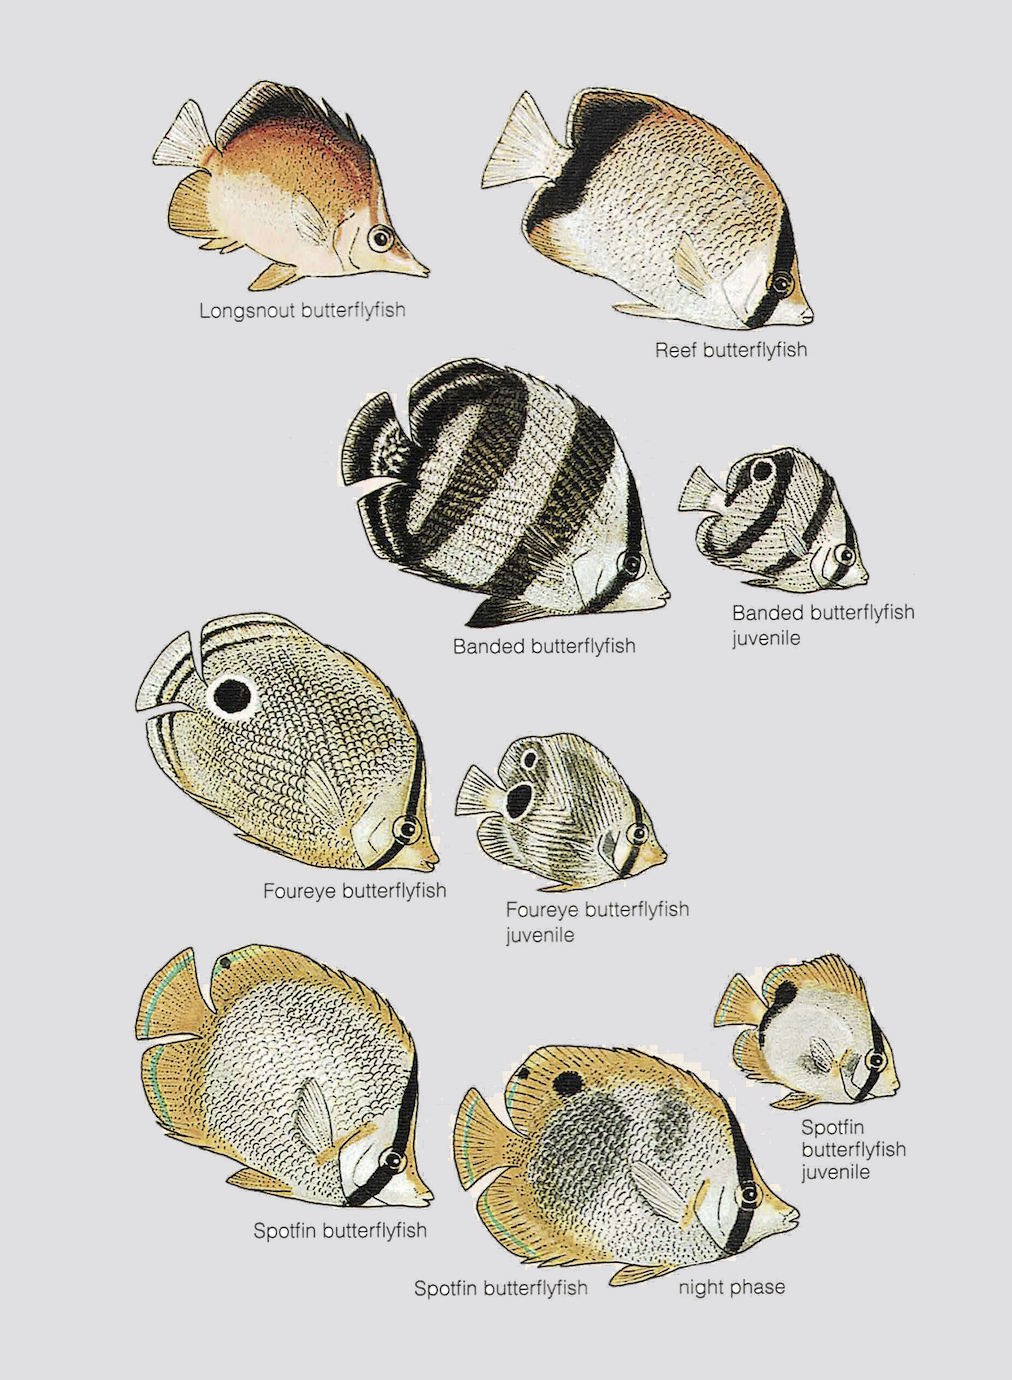 Longsnout butterflyfish
Reef butterflyfish
Banded butterflyfish
Banded butterflyfish
juvenile
Foureye butterflyfish
Foureye butterflyfish
juvenile
Spotfin butterflyfish
Spotfin
butterflyfish
juvenile
Spotfin butterflyfish night phase